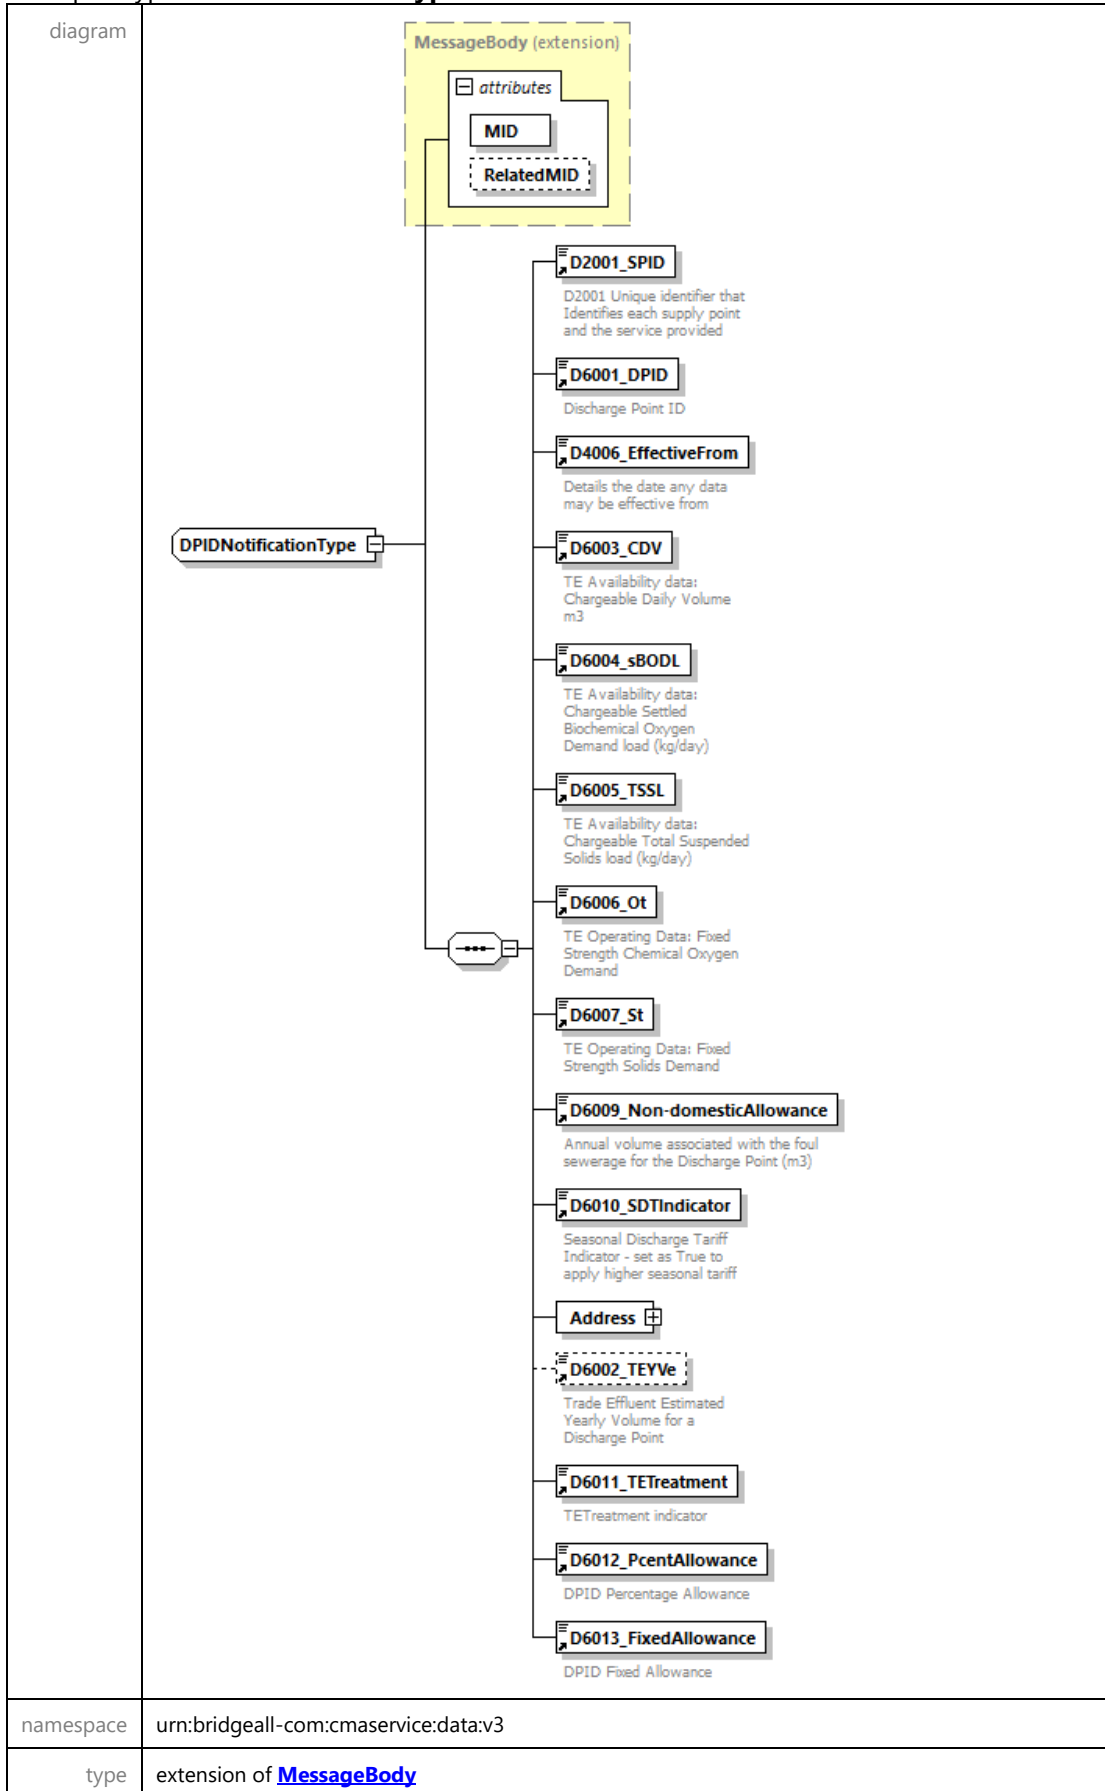 diagram
MessageBody (extension)
attributes
MID
RelatedMID
D2001_SPID
D2001 Unique identifier that
Identifies each supply point
and the service provided
D6001_DPID
Discharge Point ID
D4006_EffectiveFrom
Details the date any data
may be effective from
DPIDNotificationType
D6003_CDV
TE Availability data:
Chargeable Daily Volume
m3
D6004_sBODL
TE Availability data:
Chargeable Settled
Biochemical Oxygen
Demand load (kg/day)
D6005_TSSL
TE Availability data:
Chargeable Total Suspended
Solids load (kg/day)
D6006_Ot
TE Operating Data: Fixed
Strength Chemical Oxygen
Demand
D6007_St
TE Operating Data: Fixed
Strength Solids Demand
D6009_Non-domesticAllowance
Annual volume associated with the foul
sewerage for the Discharge Point (m3)
D6010_SDTIndicator
Seasonal Discharge Tariff
Indicator - set as True to
apply higher seasonal tariff
Address
D6002_TEYVe
Trade Effluent Estimated
Yearly Volume for a
Discharge Point
D6011_TETreatment
TETreatment indicator
D6012_PcentAllowance
DPID Percentage Allowance
D6013_FixedAllowance
DPID Fixed Allowance
namespace urn:bridgeall-com:cmaservice:data:v3
type extension of MessageBody